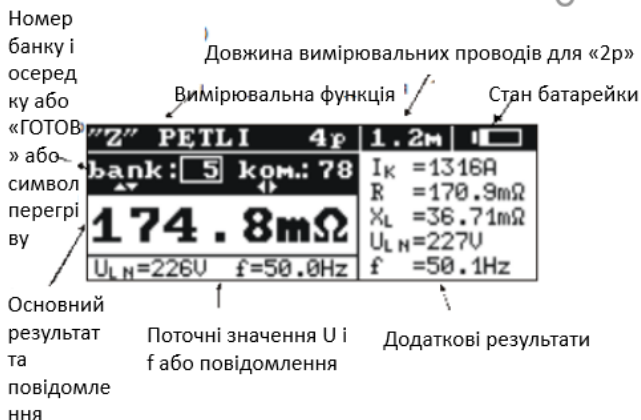 Номер
банку і
осеред
ку або
«ГОТОВ
» або
символ
перегрі
ву
Довжина вимірювальних проводів для «2р»
Вимірювальна функція
Стан батарейки
"Z" PĘTLI 4p 1.2м
bank: 5 ком.: 78
174.8mΩ
UL N=226V f=50.0Hz
IK =1316A
R =170.9mΩ
XL =36.71mΩ
UL N=227V
f =50.1Hz
Основний
результат
та
повідомле
ння
Поточні значення U і
f або повідомлення
Додаткові результати